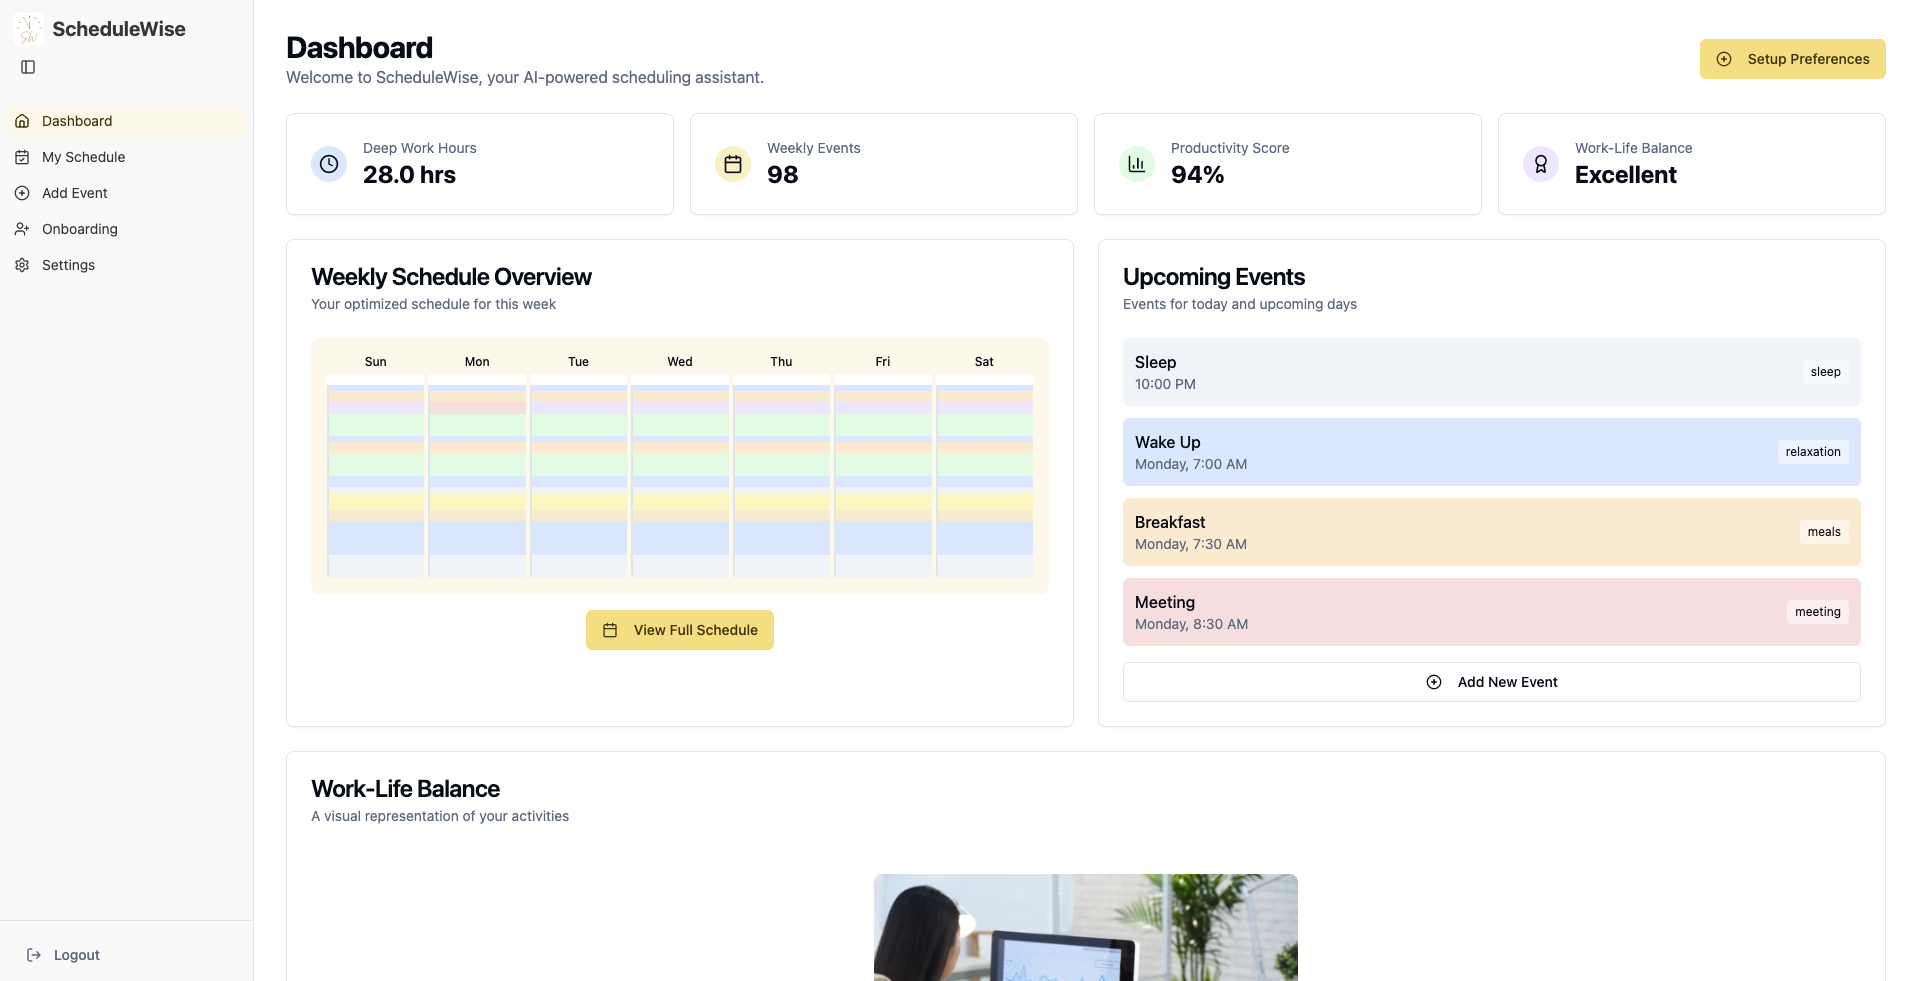 SW
ScheduleWise
Dashboard
My Schedule
Add Event
Onboarding
Settings
Logout
Dashboard
Welcome to ScheduleWise, your AI-powered scheduling assistant.
Setup Preferences
Deep Work Hours
28.0 hrs
Weekly Events
98
Productivity Score
94%
Work-Life Balance
Excellent
Weekly Schedule Overview
Your optimized schedule for this week
Sun Mon Tue Wed Thu Fri Sat
View Full Schedule
Upcoming Events
Events for today and upcoming days
Sleep
10:00 PM
sleep
Wake Up
Monday, 7:00 AM
relaxation
Breakfast
Monday, 7:30 AM
meals
Meeting
Monday, 8:30 AM
meeting
Add New Event
Work-Life Balance
A visual representation of your activities